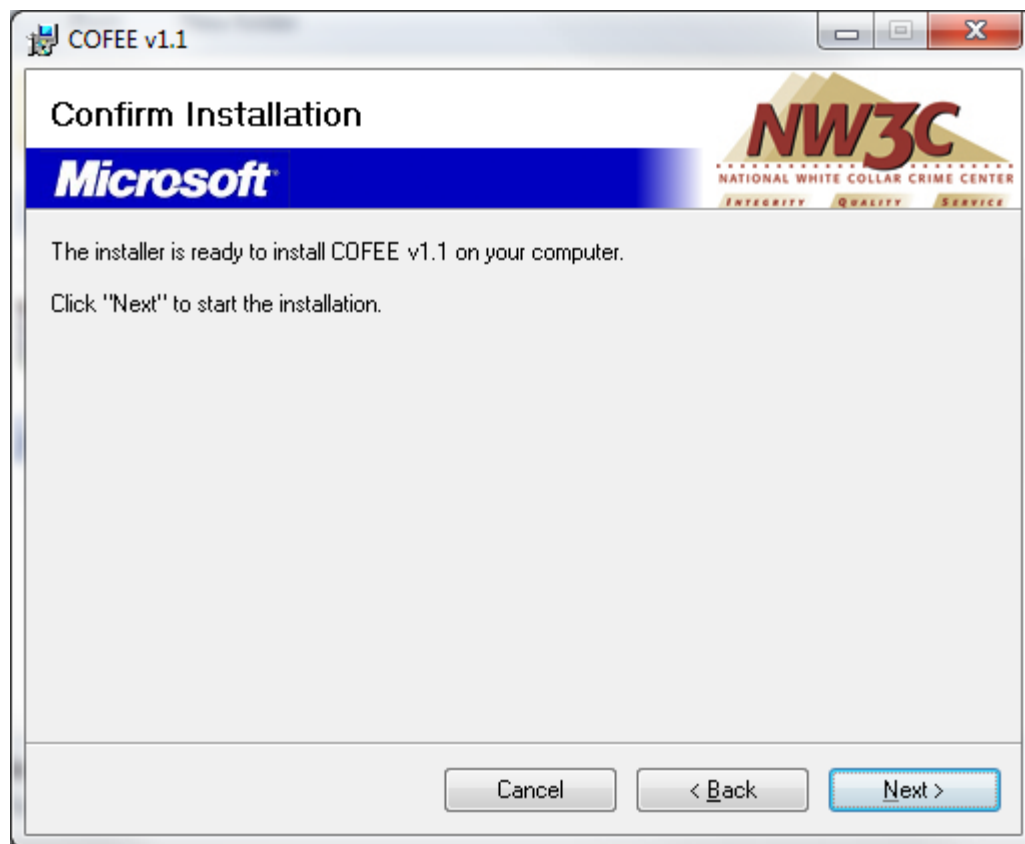 COFEE v1.1
Confirm Installation
Microsoft
NW3C
NATIONAL WHITE COLLAR CRIME CENTER
INTEGRITY QUALITY SERVICE
The installer is ready to install COFEE v1.1 on your computer.
Click "Next" to start the installation.
Cancel
< Back
Next >